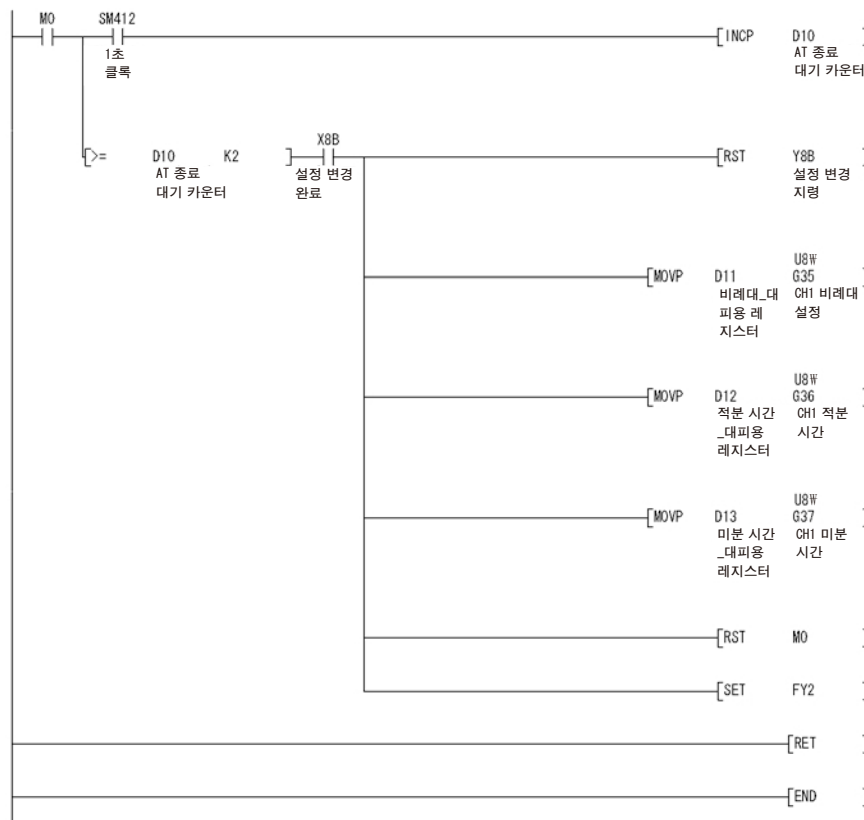 M0 SM412
INCP D10
1초
클록
AT 종료
대기 카운터
>= D10 K2
AT 종료
대기 카운터
X8B
설정 변경
완료
RST Y8B
설정 변경
지령
MOVP D11 U8₩
G35
비례대_대
피용 레
지스터
CH1 비례대
설정
MOVP D12 U8₩
G36
적분 시간
_대피용
레지스터
CH1 적분
시간
MOVP D13 U8₩
G37
미분 시간
_대피용
레지스터
CH1 미분
시간
RST M0
SET FY2
RET
END